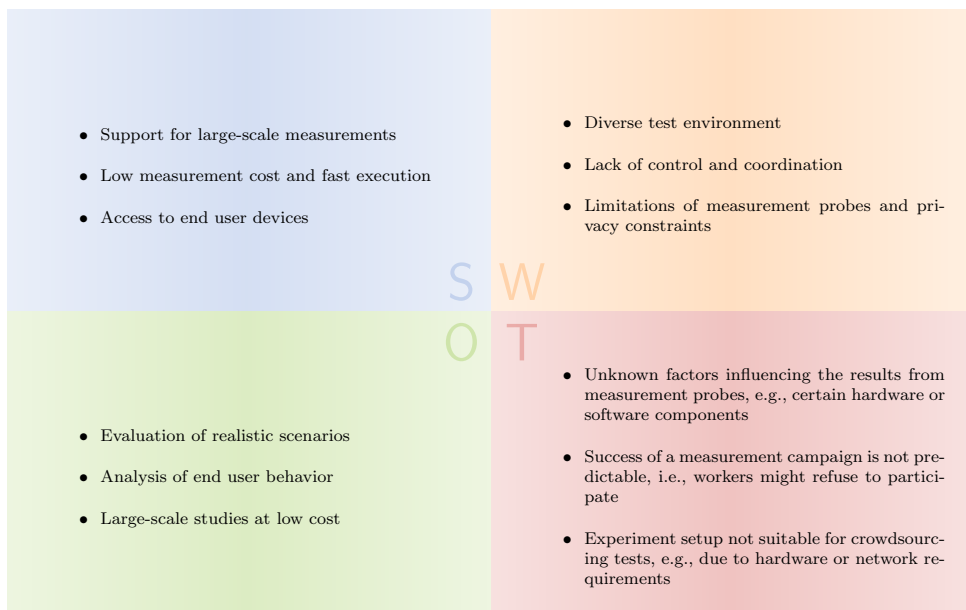 • Support for large-scale measurements
• Low measurement cost and fast execution
• Access to end user devices
• Diverse test environment
• Lack of control and coordination
• Limitations of measurement probes and pri-
vacy constraints
S W
O T
• Evaluation of realistic scenarios
• Analysis of end user behavior
• Large-scale studies at low cost
• Unknown factors influencing the results from
measurement probes, e.g., certain hardware or
software components
• Success of a measurement campaign is not pre-
dictable, i.e., workers might refuse to partici-
pate
• Experiment setup not suitable for crowdsourc-
ing tests, e.g., due to hardware or network re-
quirements